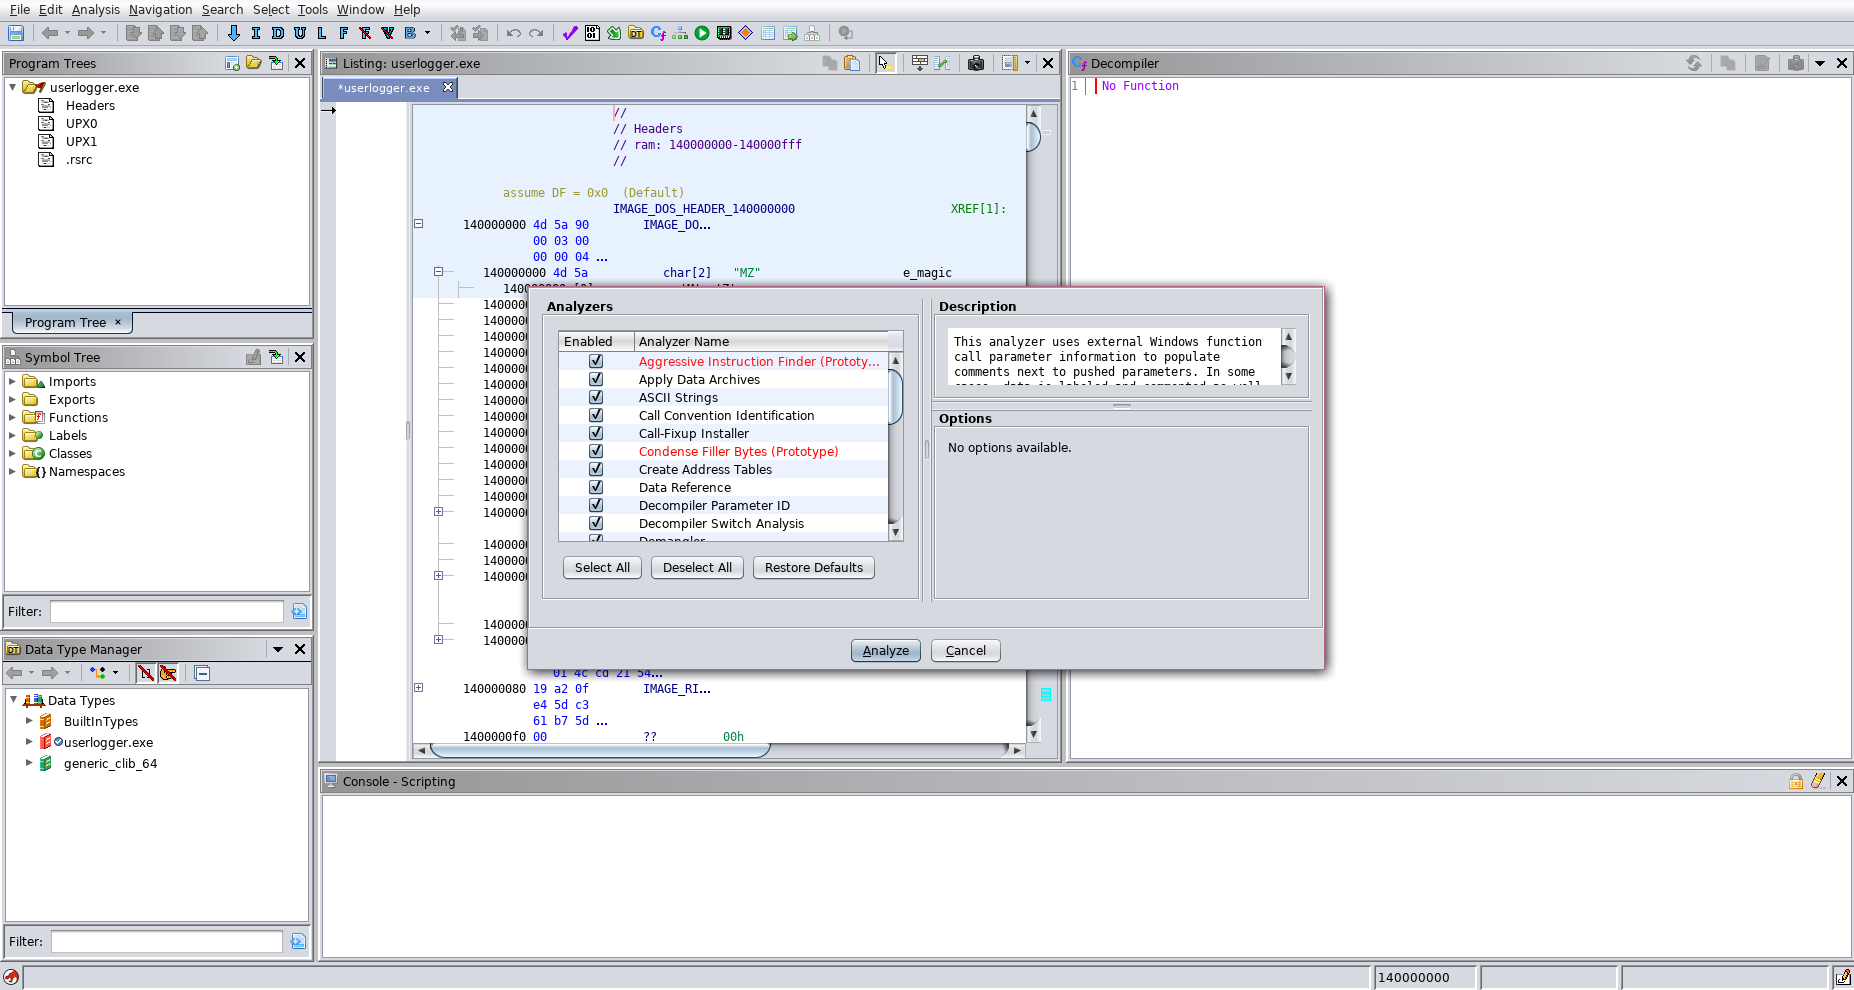 File Edit Analysis Navigation Search Select Tools Window Help
I D U L F B
Program Trees
userlogger.exe
Headers
UPX0
UPX1
.rsrc
Program Tree ×
Symbol Tree
Imports
Exports
Functions
Labels
Classes
Namespaces
Filter:
Data Type Manager
Data Types
BuiltInTypes
userlogger.exe
generic_clib_64
Filter:
Listing: userlogger.exe
*userlogger.exe
//
// Headers
// ram: 140000000-140000fff
//
assume DF = 0x0 (Default)
IMAGE_DOS_HEADER_140000000 XREF[1]:
140000000 4d 5a 90 IMAGE_DO...
00 03 00
00 00 04 ...
140000000 4d 5a char[2] "MZ" e_magic
01 4c cd 21 54...
140000080 19 a2 0f IMAGE_RI...
e4 5d c3
61 b7 5d ...
1400000f0 00 ?? 00h
Decompiler
1 No Function
Analyzers
Enabled Analyzer Name
Aggressive Instruction Finder (Prototy...
Apply Data Archives
ASCII Strings
Call Convention Identification
Call-Fixup Installer
Condense Filler Bytes (Prototype)
Create Address Tables
Data Reference
Decompiler Parameter ID
Decompiler Switch Analysis
Demangler
Select All Deselect All Restore Defaults
Description
This analyzer uses external Windows function
call parameter information to populate
comments next to pushed parameters. In some
cases, data is labeled and commented as well
Options
No options available.
Analyze Cancel
Console - Scripting
140000000